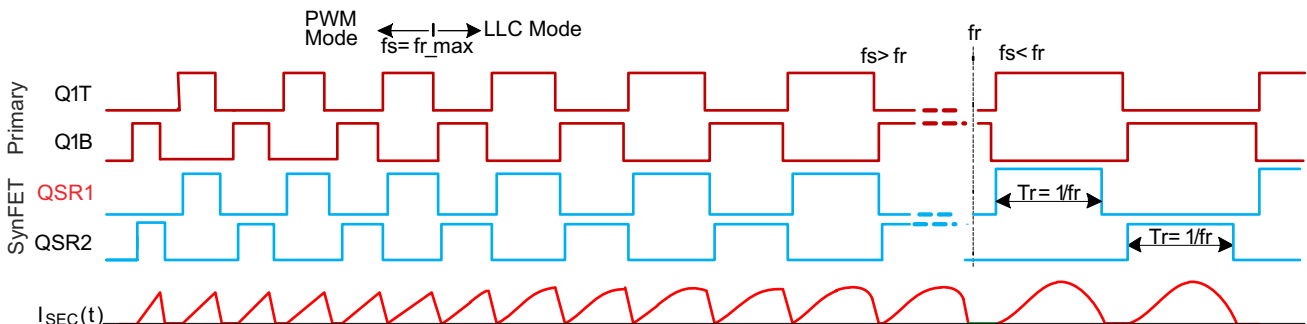 PWM Mode
LLC Mode
fs= fr_max
fs> fr
fr
fs< fr
Primary
Q1T
Q1B
SynFET
QSR1
Tr= 1/fr
QSR2
Tr= 1/fr
ISEC(t)